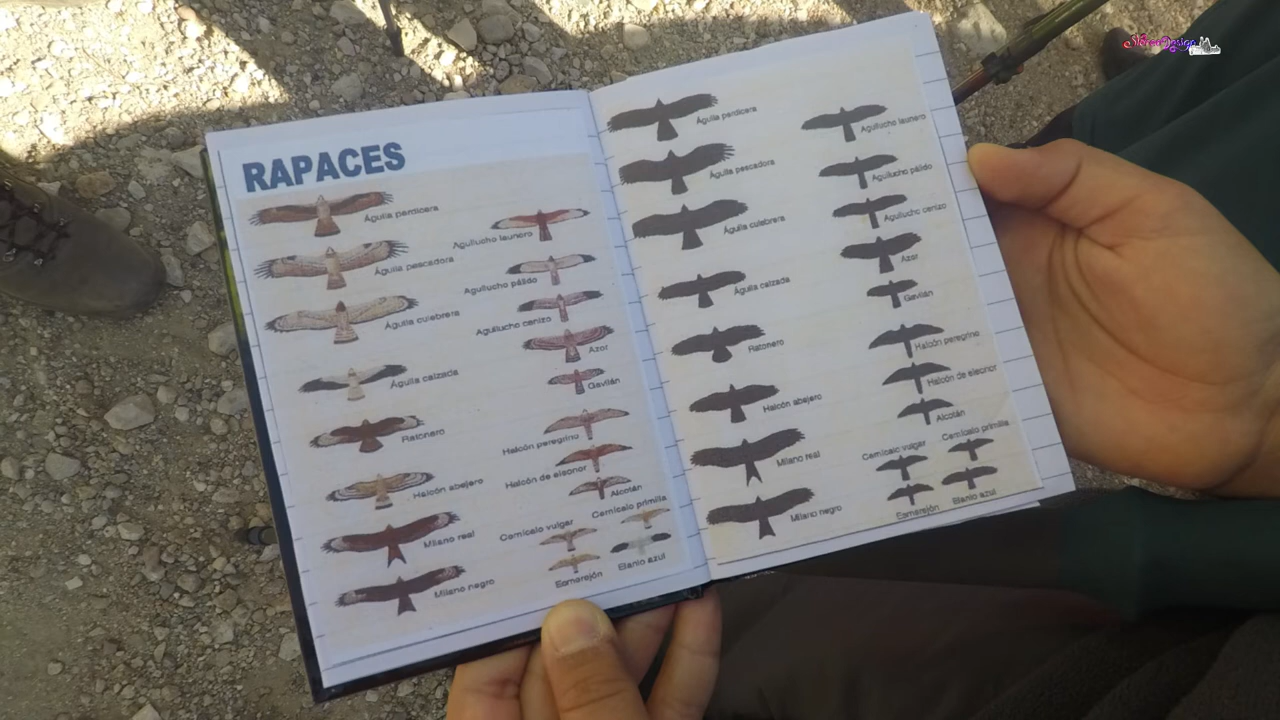 RAPACES
Águila perdicera
Águila pescadora
Águila culebrera
Águila calzada
Ratonero
Halcón abejero
Milano real
Milano negro
Aguilucho launero
Aguilucho pálido
Aguilucho cenizo
Azor
Gavilán
Halcón peregrino
Halcón de eleonor
Alcotán
Cernícalo primilla
Cernícalo vulgar
Esmerejón
Elanio azul
Águila perdicera
Águila pescadora
Águila culebrera
Águila calzada
Ratonero
Halcón abejero
Milano real
Milano negro
Aguilucho launero
Aguilucho pálido
Aguilucho cenizo
Azor
Gavilán
Halcón peregrino
Halcón de eleonor
Alcotán
Cernícalo primilla
Cernícalo vulgar
Esmerejón
Elanio azul